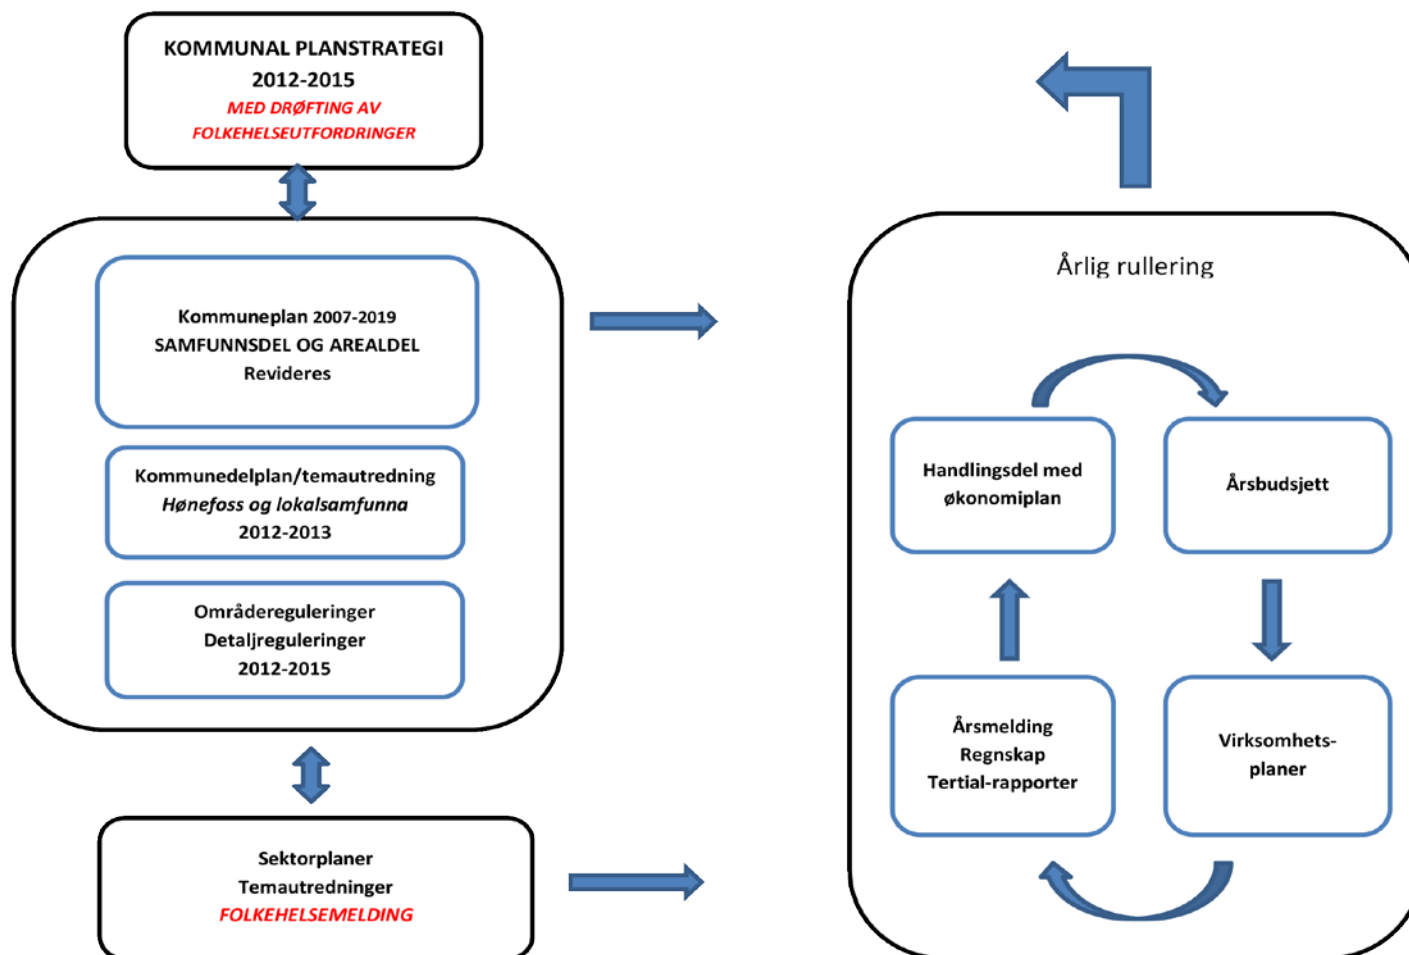 KOMMUNAL PLANSTRATEGI
2012-2015
MED DRØFTING AV
FOLKEHELSEUTFORDRINGER
Kommuneplan 2007-2019
SAMFUNNSDEL OG AREALDEL
Revideres
Kommunedelplan/temautredning
Hønefoss og lokalsamfunna
2012-2013
Områdereguleringer
Detaljreguleringer
2012-2015
Sektorplaner
Temautredninger
FOLKEHELSEMELDING
Årlig rullering
Handlingsdel med
økonomiplan
Årsbudsjett
Årsmelding
Regnskap
Tertial-rapporter
Virksomhets-
planer